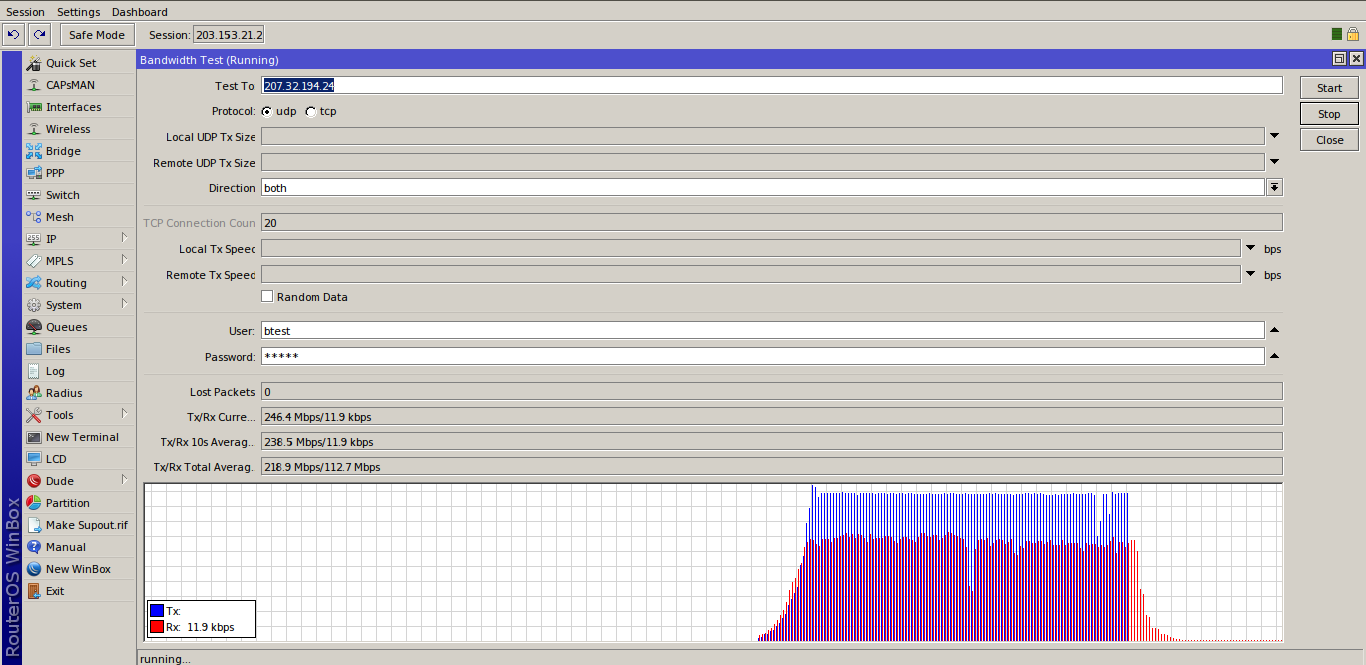 Session Settings Dashboard
Safe Mode Session: 203.153.21.2
Bandwidth Test (Running)
Quick Set
CAPsMAN
Interfaces
Wireless
Bridge
PPP
Switch
Mesh
IP
MPLS
Routing
System
Queues
Files
Log
Radius
Tools
New Terminal
LCD
Dude
Partition
Make Supout.rif
Manual
New WinBox
Exit
RouterOS WinBox
Test To 207.32.194.24
Protocol: udp tcp
Local UDP Tx Size
Remote UDP Tx Size
Direction both
TCP Connection Coun 20
Local Tx Speed bps
Remote Tx Speed bps
Random Data
User: btest
Password: *****
Lost Packets 0
Tx/Rx Curre... 246.4 Mbps/11.9 kbps
Tx/Rx 10s Averag.. 238.5 Mbps/11.9 kbps
Tx/Rx Total Averag. 218.9 Mbps/112.7 Mbps
Tx:
Rx: 11.9 kbps
Start
Stop
Close
running...